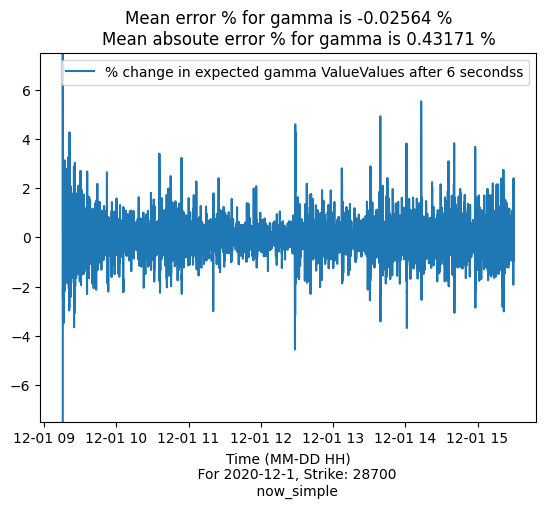 Mean error % for gamma is -0.02564 %
Mean absoute error % for gamma is 0.43171 %
% change in expected gamma ValueValues after 6 secondss
6
4
2
0
−2
−4
−6
12-01 09 12-01 10 12-01 11 12-01 12 12-01 13 12-01 14 12-01 15
Time (MM-DD HH)
For 2020-12-1, Strike: 28700
now_simple